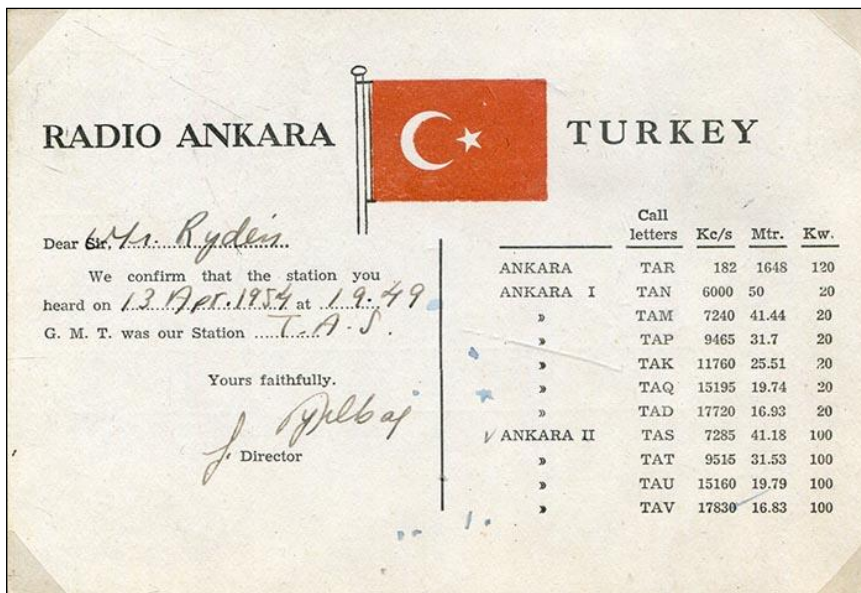 RADIO ANKARA TURKEY
Dear Sir. Mr. Ryden
We confirm that the station you
heard on 13 Apr. 1954 at 19.49
G. M. T. was our Station T.A.S.
Yours faithfully.
Director
Call letters Kc/s Mtr. Kw.
ANKARA TAR 182 1648 120
ANKARA I TAN 6000 50 20
» TAM 7240 41.44 20
» TAP 9465 31.7 20
» TAK 11760 25.51 20
» TAQ 15195 19.74 20
» TAD 17720 16.93 20
ANKARA II TAS 7285 41.18 100
» TAT 9515 31.53 100
» TAU 15160 19.79 100
» TAV 17830 16.83 100